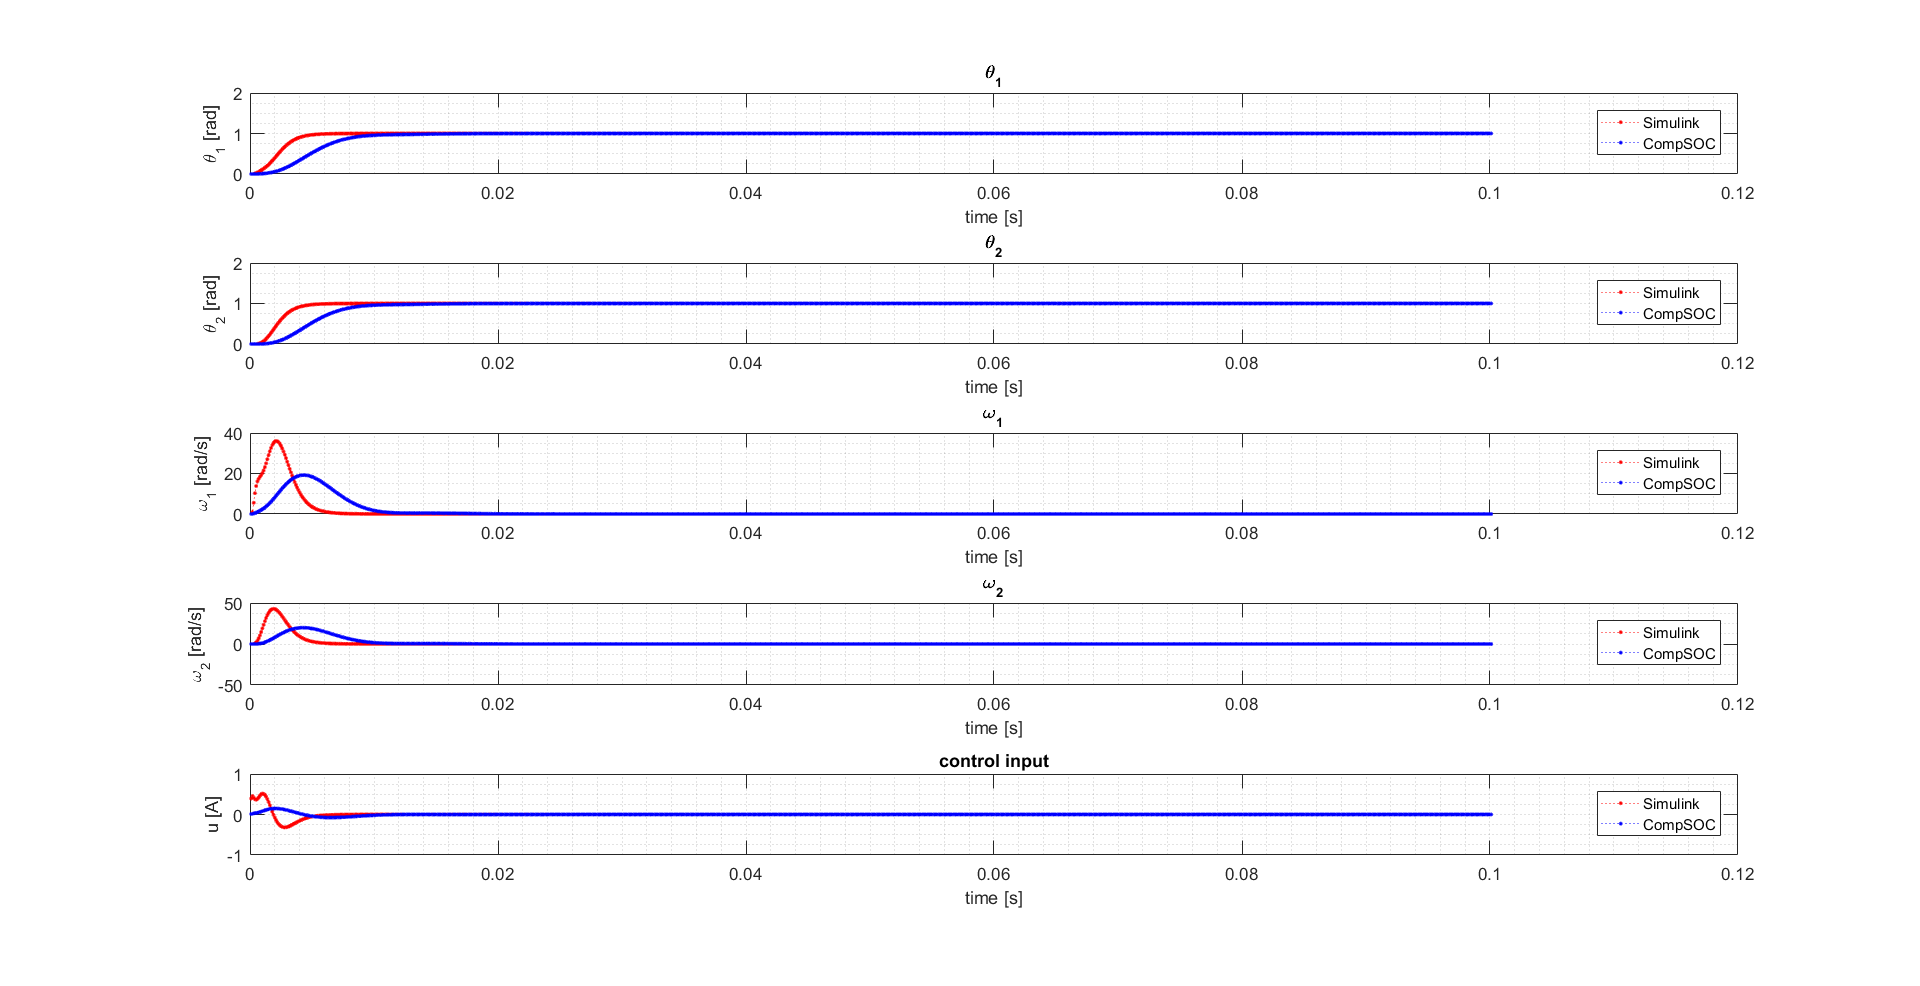 θ1
2
1
0
θ1 [rad]
Simulink
CompSOC
0 0.02 0.04 0.06 0.08 0.1 0.12
time [s]
θ2
2
1
0
θ2 [rad]
Simulink
CompSOC
0 0.02 0.04 0.06 0.08 0.1 0.12
time [s]
ω1
40
20
0
ω1 [rad/s]
Simulink
CompSOC
0 0.02 0.04 0.06 0.08 0.1 0.12
time [s]
ω2
50
0
-50
ω2 [rad/s]
Simulink
CompSOC
0 0.02 0.04 0.06 0.08 0.1 0.12
time [s]
control input
1
0
-1
u [A]
Simulink
CompSOC
0 0.02 0.04 0.06 0.08 0.1 0.12
time [s]